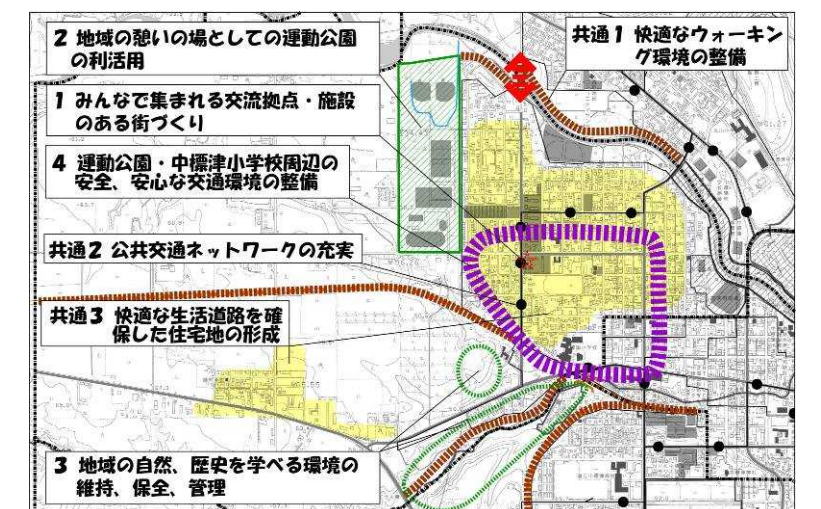 2 地域の憩いの場としての運動公園
の利活用
共通1 快適なウォーキン
グ環境の整備
1 みんなで集まれる交流拠点・施設
のある街づくり
4 運動公園・中標津小学校周辺の
安全、安心な交通環境の整備
共通2 公共交通ネットワークの充実
共通3 快適な生活道路を確
保した住宅地の形成
3 地域の自然、歴史を学べる環境の
維持、保全、管理